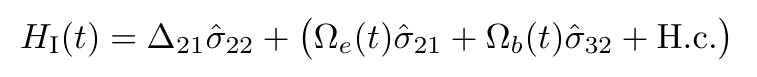 H_I(t) = Δ_{21}σ̂_{22} + (Ω_e(t)σ̂_{21} + Ω_b(t)σ̂_{32} + H.c.)